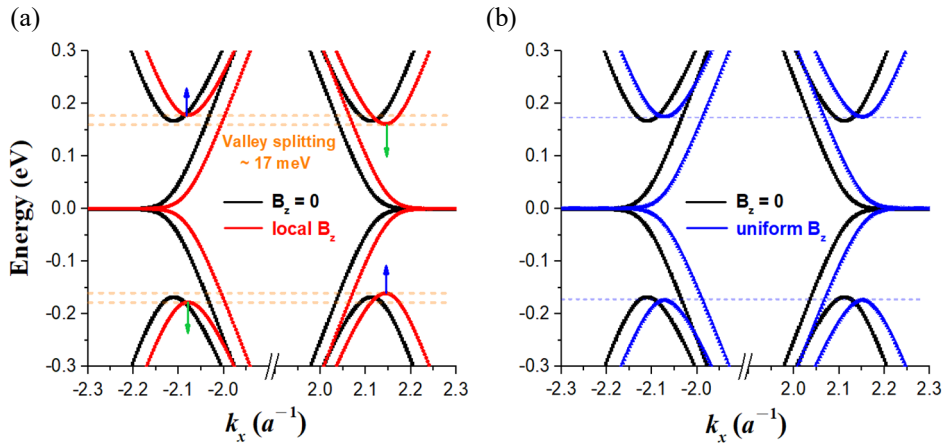 (a)
(b)
0.3
0.2
0.1
0.0
-0.1
-0.2
-0.3
Energy (eV)
Valley splitting
~ 17 meV
B_z = 0
local B_z
-2.3 -2.2 -2.1 -2.0 2.0 2.1 2.2 2.3
k_x (a⁻¹)
0.3
0.2
0.1
0.0
-0.1
-0.2
-0.3
B_z = 0
uniform B_z
-2.3 -2.2 -2.1 -2.0 2.0 2.1 2.2 2.3
k_x (a⁻¹)